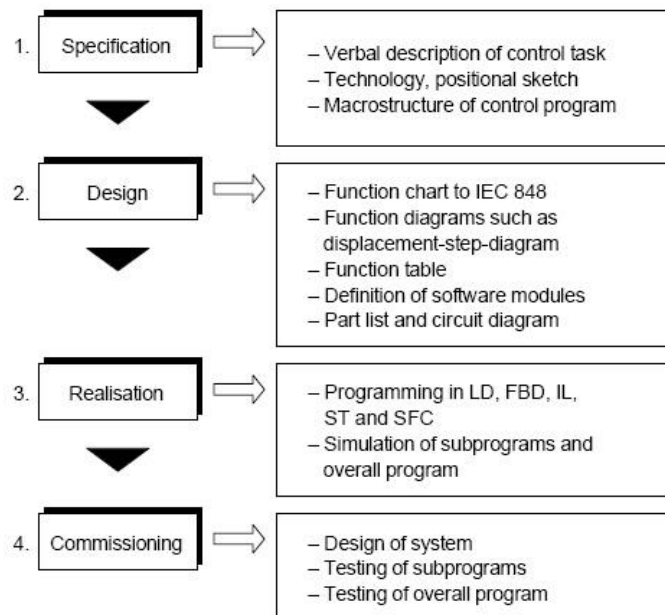 1. Specification
– Verbal description of control task
– Technology, positional sketch
– Macrostructure of control program
2. Design
– Function chart to IEC 848
– Function diagrams such as
displacement-step-diagram
– Function table
– Definition of software modules
– Part list and circuit diagram
3. Realisation
– Programming in LD, FBD, IL,
ST and SFC
– Simulation of subprograms and
overall program
4. Commissioning
– Design of system
– Testing of subprograms
– Testing of overall program